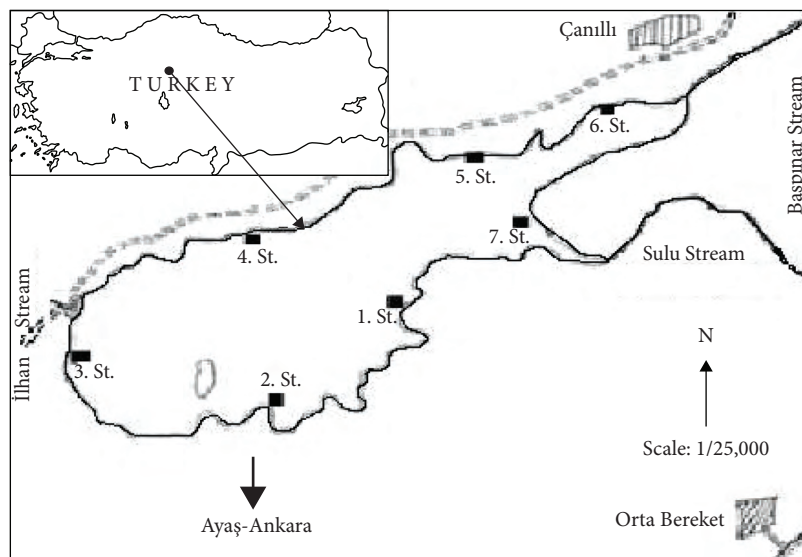 Çanıllı
TURKEY
6. St.
5. St.
Başpınar Stream
7. St.
4. St.
Sulu Stream
1. St.
İlhan Stream
N
3. St.
2. St.
Scale: 1/25,000
Ayaş-Ankara
Orta Bereket